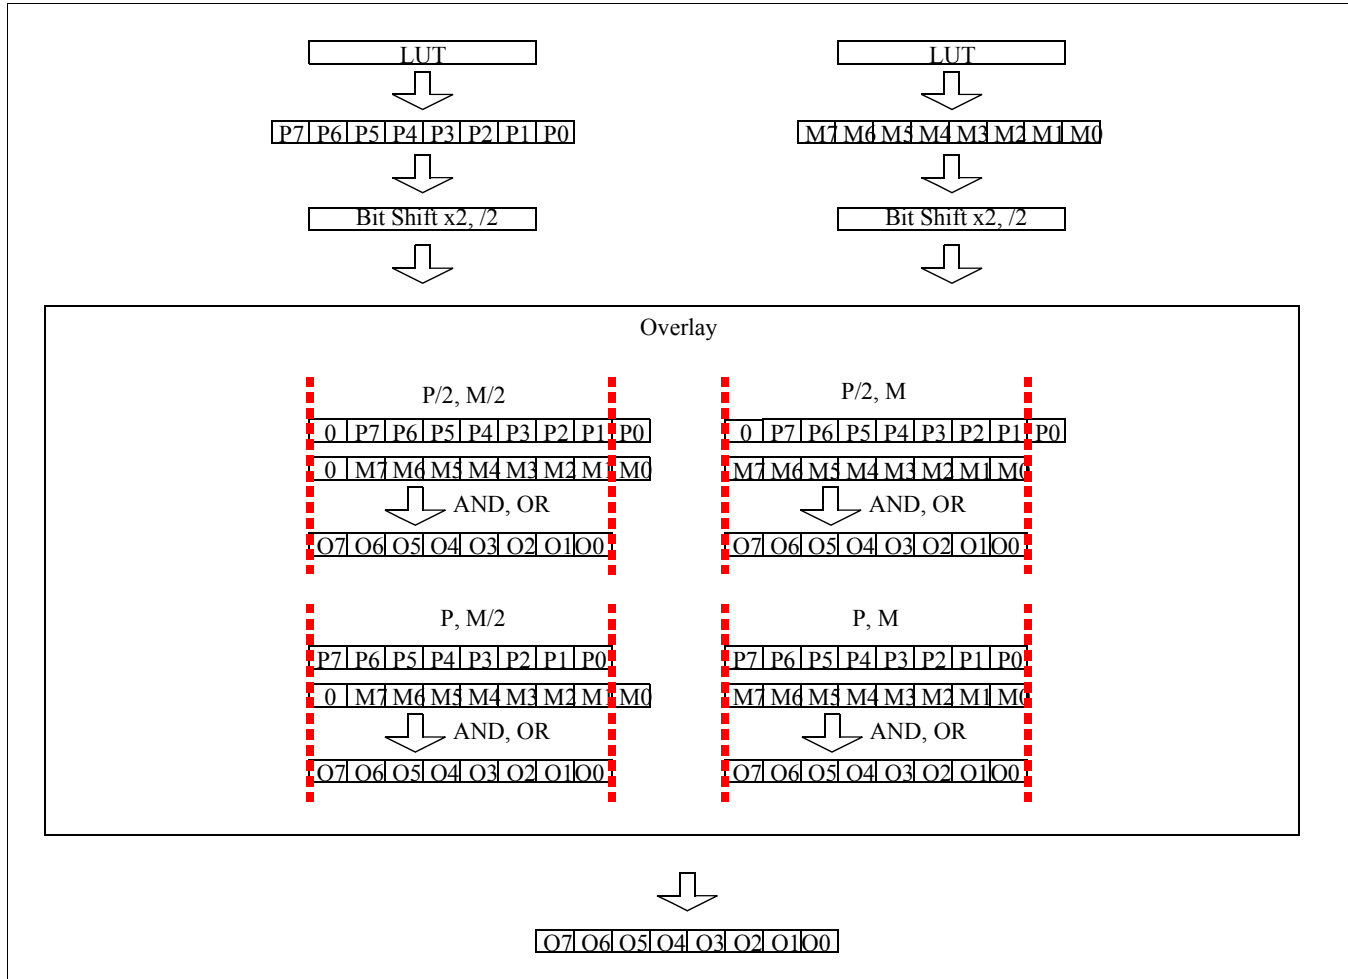 LUT LUT
P7 P6 P5 P4 P3 P2 P1 P0 M7 M6 M5 M4 M3 M2 M1 M0
Bit Shift x2, /2 Bit Shift x2, /2
Overlay
P/2, M/2 P/2, M
0 P7 P6 P5 P4 P3 P2 P1 P0 0 P7 P6 P5 P4 P3 P2 P1 P0
0 M7 M6 M5 M4 M3 M2 M1 M0 M7 M6 M5 M4 M3 M2 M1 M0
AND, OR AND, OR
O7 O6 O5 O4 O3 O2 O1 O0 O7 O6 O5 O4 O3 O2 O1 O0
P, M/2 P, M
P7 P6 P5 P4 P3 P2 P1 P0 P7 P6 P5 P4 P3 P2 P1 P0
0 M7 M6 M5 M4 M3 M2 M1 M0 M7 M6 M5 M4 M3 M2 M1 M0
AND, OR AND, OR
O7 O6 O5 O4 O3 O2 O1 O0 O7 O6 O5 O4 O3 O2 O1 O0
O7 O6 O5 O4 O3 O2 O1 O0